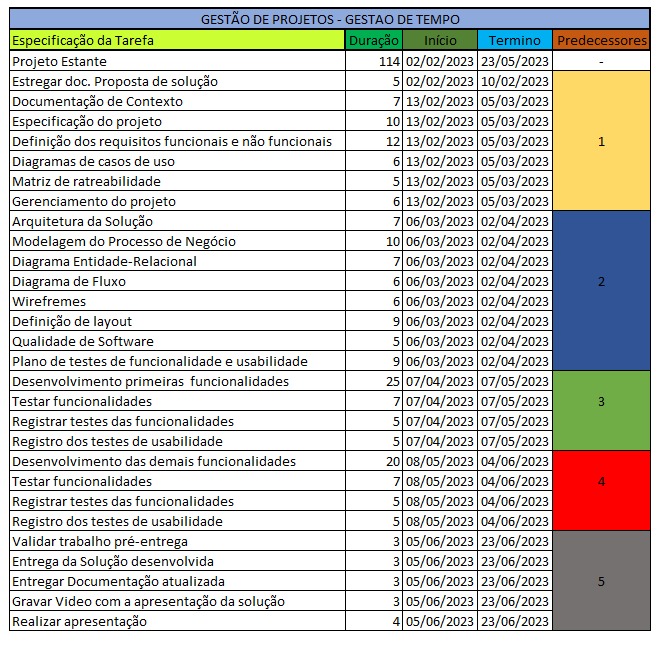 GESTÃO DE PROJETOS - GESTAO DE TEMPO
Especificação da Tarefa Duração Início Termino Predecessores
Projeto Estante 114 02/02/2023 23/05/2023 -
Estregar doc. Proposta de solução 5 02/02/2023 10/02/2023
Documentação de Contexto 7 13/02/2023 05/03/2023
Especificação do projeto 10 13/02/2023 05/03/2023
Definição dos requisitos funcionais e não funcionais 12 13/02/2023 05/03/2023 1
Diagramas de casos de uso 6 13/02/2023 05/03/2023
Matriz de ratreabilidade 5 13/02/2023 05/03/2023
Gerenciamento do projeto 6 13/02/2023 05/03/2023
Arquitetura da Solução 7 06/03/2023 02/04/2023
Modelagem do Processo de Negócio 10 06/03/2023 02/04/2023
Diagrama Entidade-Relacional 7 06/03/2023 02/04/2023
Diagrama de Fluxo 6 06/03/2023 02/04/2023 2
Wirefremes 6 06/03/2023 02/04/2023
Definição de layout 9 06/03/2023 02/04/2023
Qualidade de Software 5 06/03/2023 02/04/2023
Plano de testes de funcionalidade e usabilidade 9 06/03/2023 02/04/2023
Desenvolvimento primeiras funcionalidades 25 07/04/2023 07/05/2023
Testar funcionalidades 7 07/04/2023 07/05/2023 3
Registrar testes das funcionalidades 5 07/04/2023 07/05/2023
Registro dos testes de usabilidade 5 07/04/2023 07/05/2023
Desenvolvimento das demais funcionalidades 20 08/05/2023 04/06/2023
Testar funcionalidades 7 08/05/2023 04/06/2023 4
Registrar testes das funcionalidades 5 08/05/2023 04/06/2023
Registro dos testes de usabilidade 5 08/05/2023 04/06/2023
Validar trabalho pré-entrega 3 05/06/2023 23/06/2023
Entrega da Solução desenvolvida 3 05/06/2023 23/06/2023
Entregar Documentação atualizada 3 05/06/2023 23/06/2023 5
Gravar Video com a apresentação da solução 3 05/06/2023 23/06/2023
Realizar apresentação 4 05/06/2023 23/06/2023